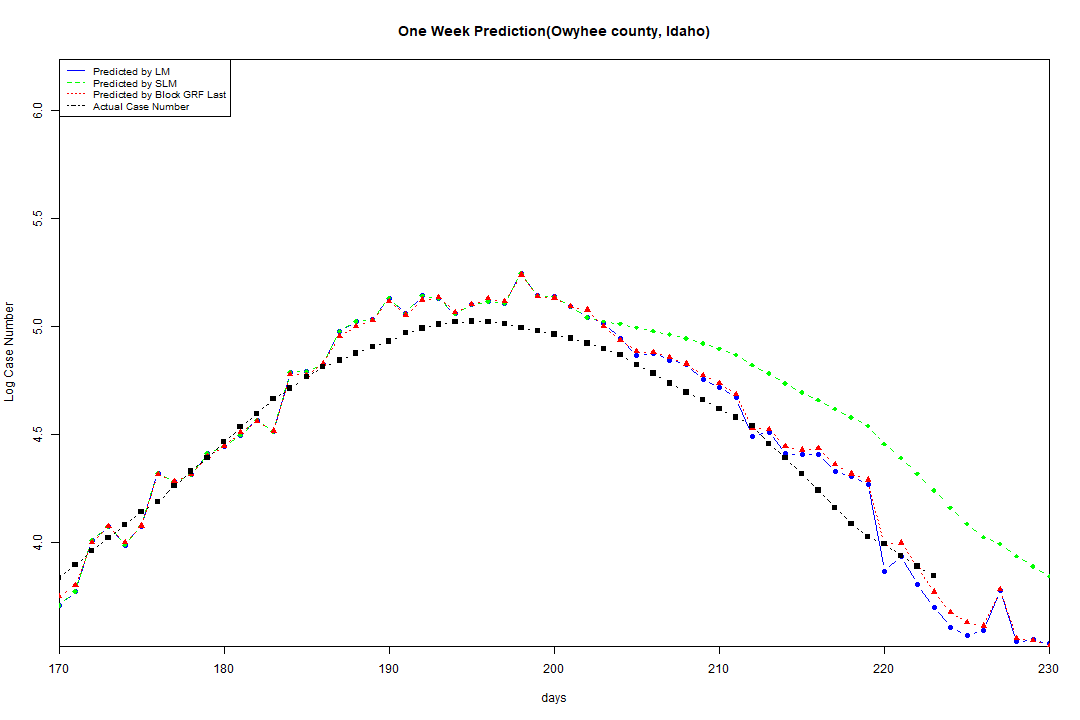 One Week Prediction(Owyhee county, Idaho)
Predicted by LM
Predicted by SLM
Predicted by Block GRF Last
Actual Case Number
6.0
5.5
5.0
4.5
4.0
Log Case Number
170 180 190 200 210 220 230
days